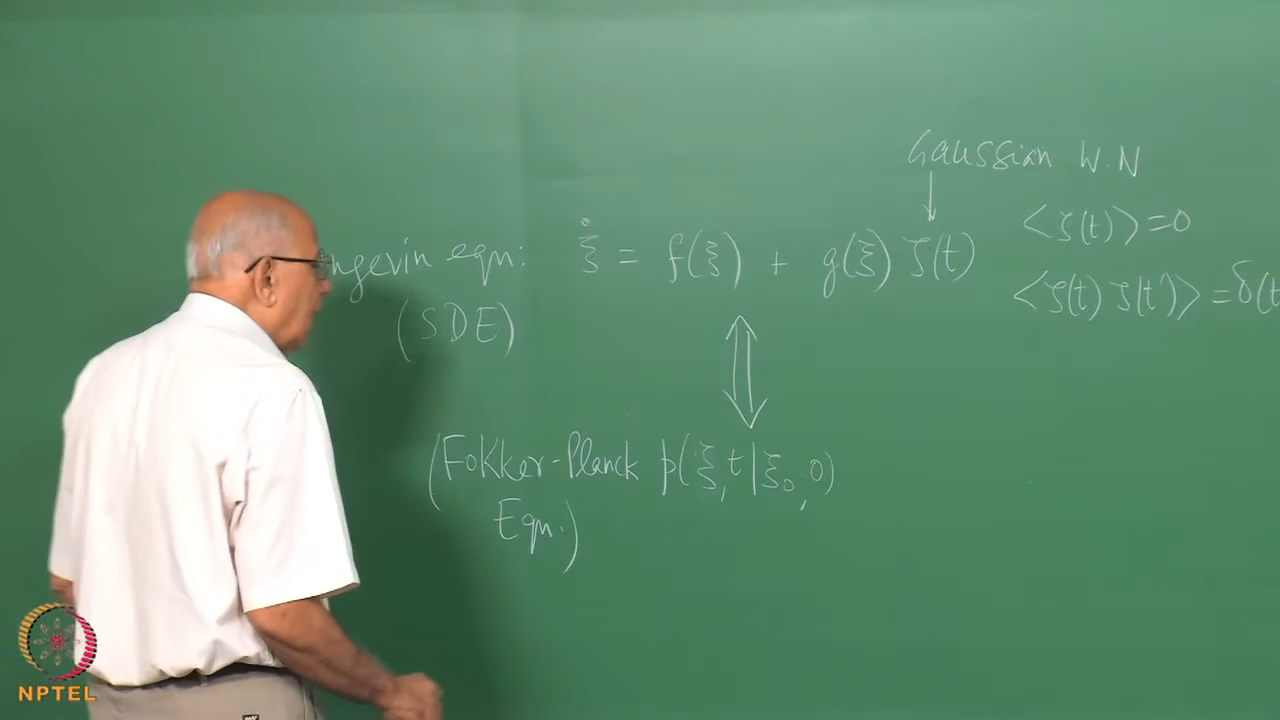 Gaussian W.N
↓
ngevin eqn: ξ̇ = f(ξ) + g(ξ) ζ(t)
<ζ(t)> = 0
(SDE)
<ζ(t) ζ(t')> = δ(t
(Fokker-Planck p(ξ, t | ξ₀, 0)
Eqn.)
NPTEL